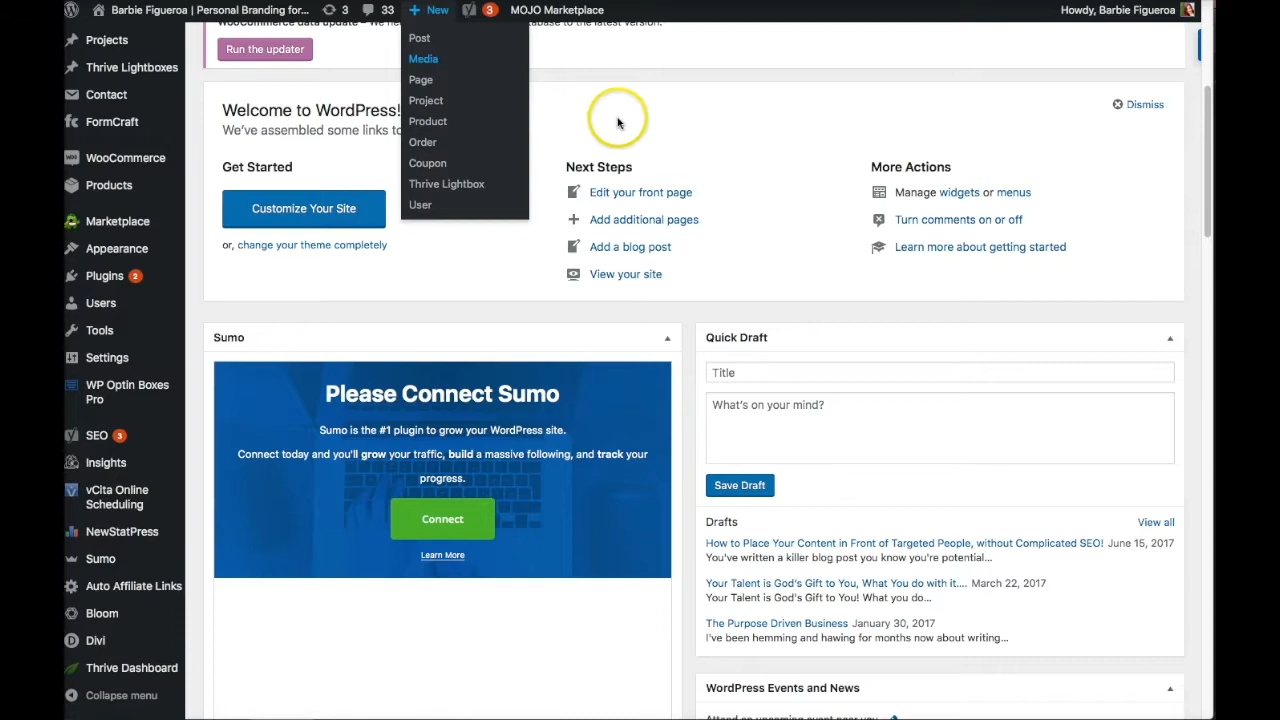 Barbie Figueroa | Personal Branding for... 3 33 + New 3 MOJO Marketplace Howdy, Barbie Figueroa
Projects
Thrive Lightboxes
Contact
FormCraft
WooCommerce
Products
Marketplace
Appearance
Plugins 2
Users
Tools
Settings
WP Optin Boxes
Pro
SEO 3
Insights
vCita Online
Scheduling
NewStatPress
Sumo
Auto Affiliate Links
Bloom
Divi
Thrive Dashboard
Collapse menu
Post
Media
Page
Project
Product
Order
Coupon
Thrive Lightbox
User
Run the updater
Welcome to WordPress!
We've assembled some links to
Dismiss
Get Started
Customize Your Site
or, change your theme completely
Next Steps
Edit your front page
Add additional pages
Add a blog post
View your site
More Actions
Manage widgets or menus
Turn comments on or off
Learn more about getting started
Sumo
Please Connect Sumo
Sumo is the #1 plugin to grow your WordPress site.
Connect today and you'll grow your traffic, build a massive following, and track your
progress.
Connect
Learn More
Quick Draft
Title
What's on your mind?
Save Draft
Drafts View all
How to Place Your Content in Front of Targeted People, without Complicated SEO! June 15, 2017
You've written a killer blog post you know you're potential...
Your Talent is God's Gift to You, What You do with it.... March 22, 2017
Your Talent is God's Gift to You! What you do...
The Purpose Driven Business January 30, 2017
I've been hemming and hawing for months now about writing...
WordPress Events and News